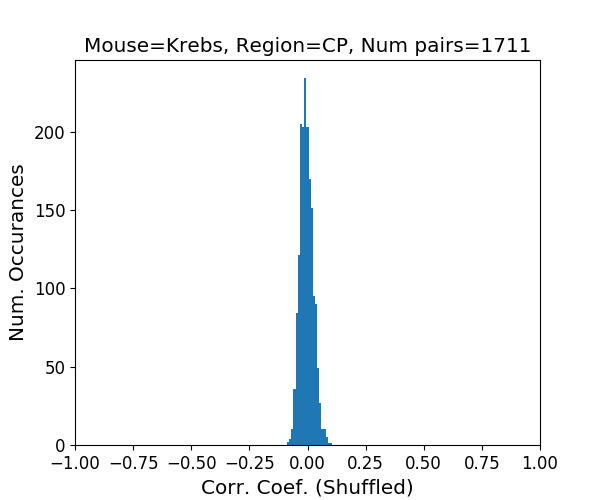 Mouse=Krebs, Region=CP, Num pairs=1711
Num. Occurances
200
150
100
50
0
−1.00 −0.75 −0.50 −0.25 0.00 0.25 0.50 0.75 1.00
Corr. Coef. (Shuffled)